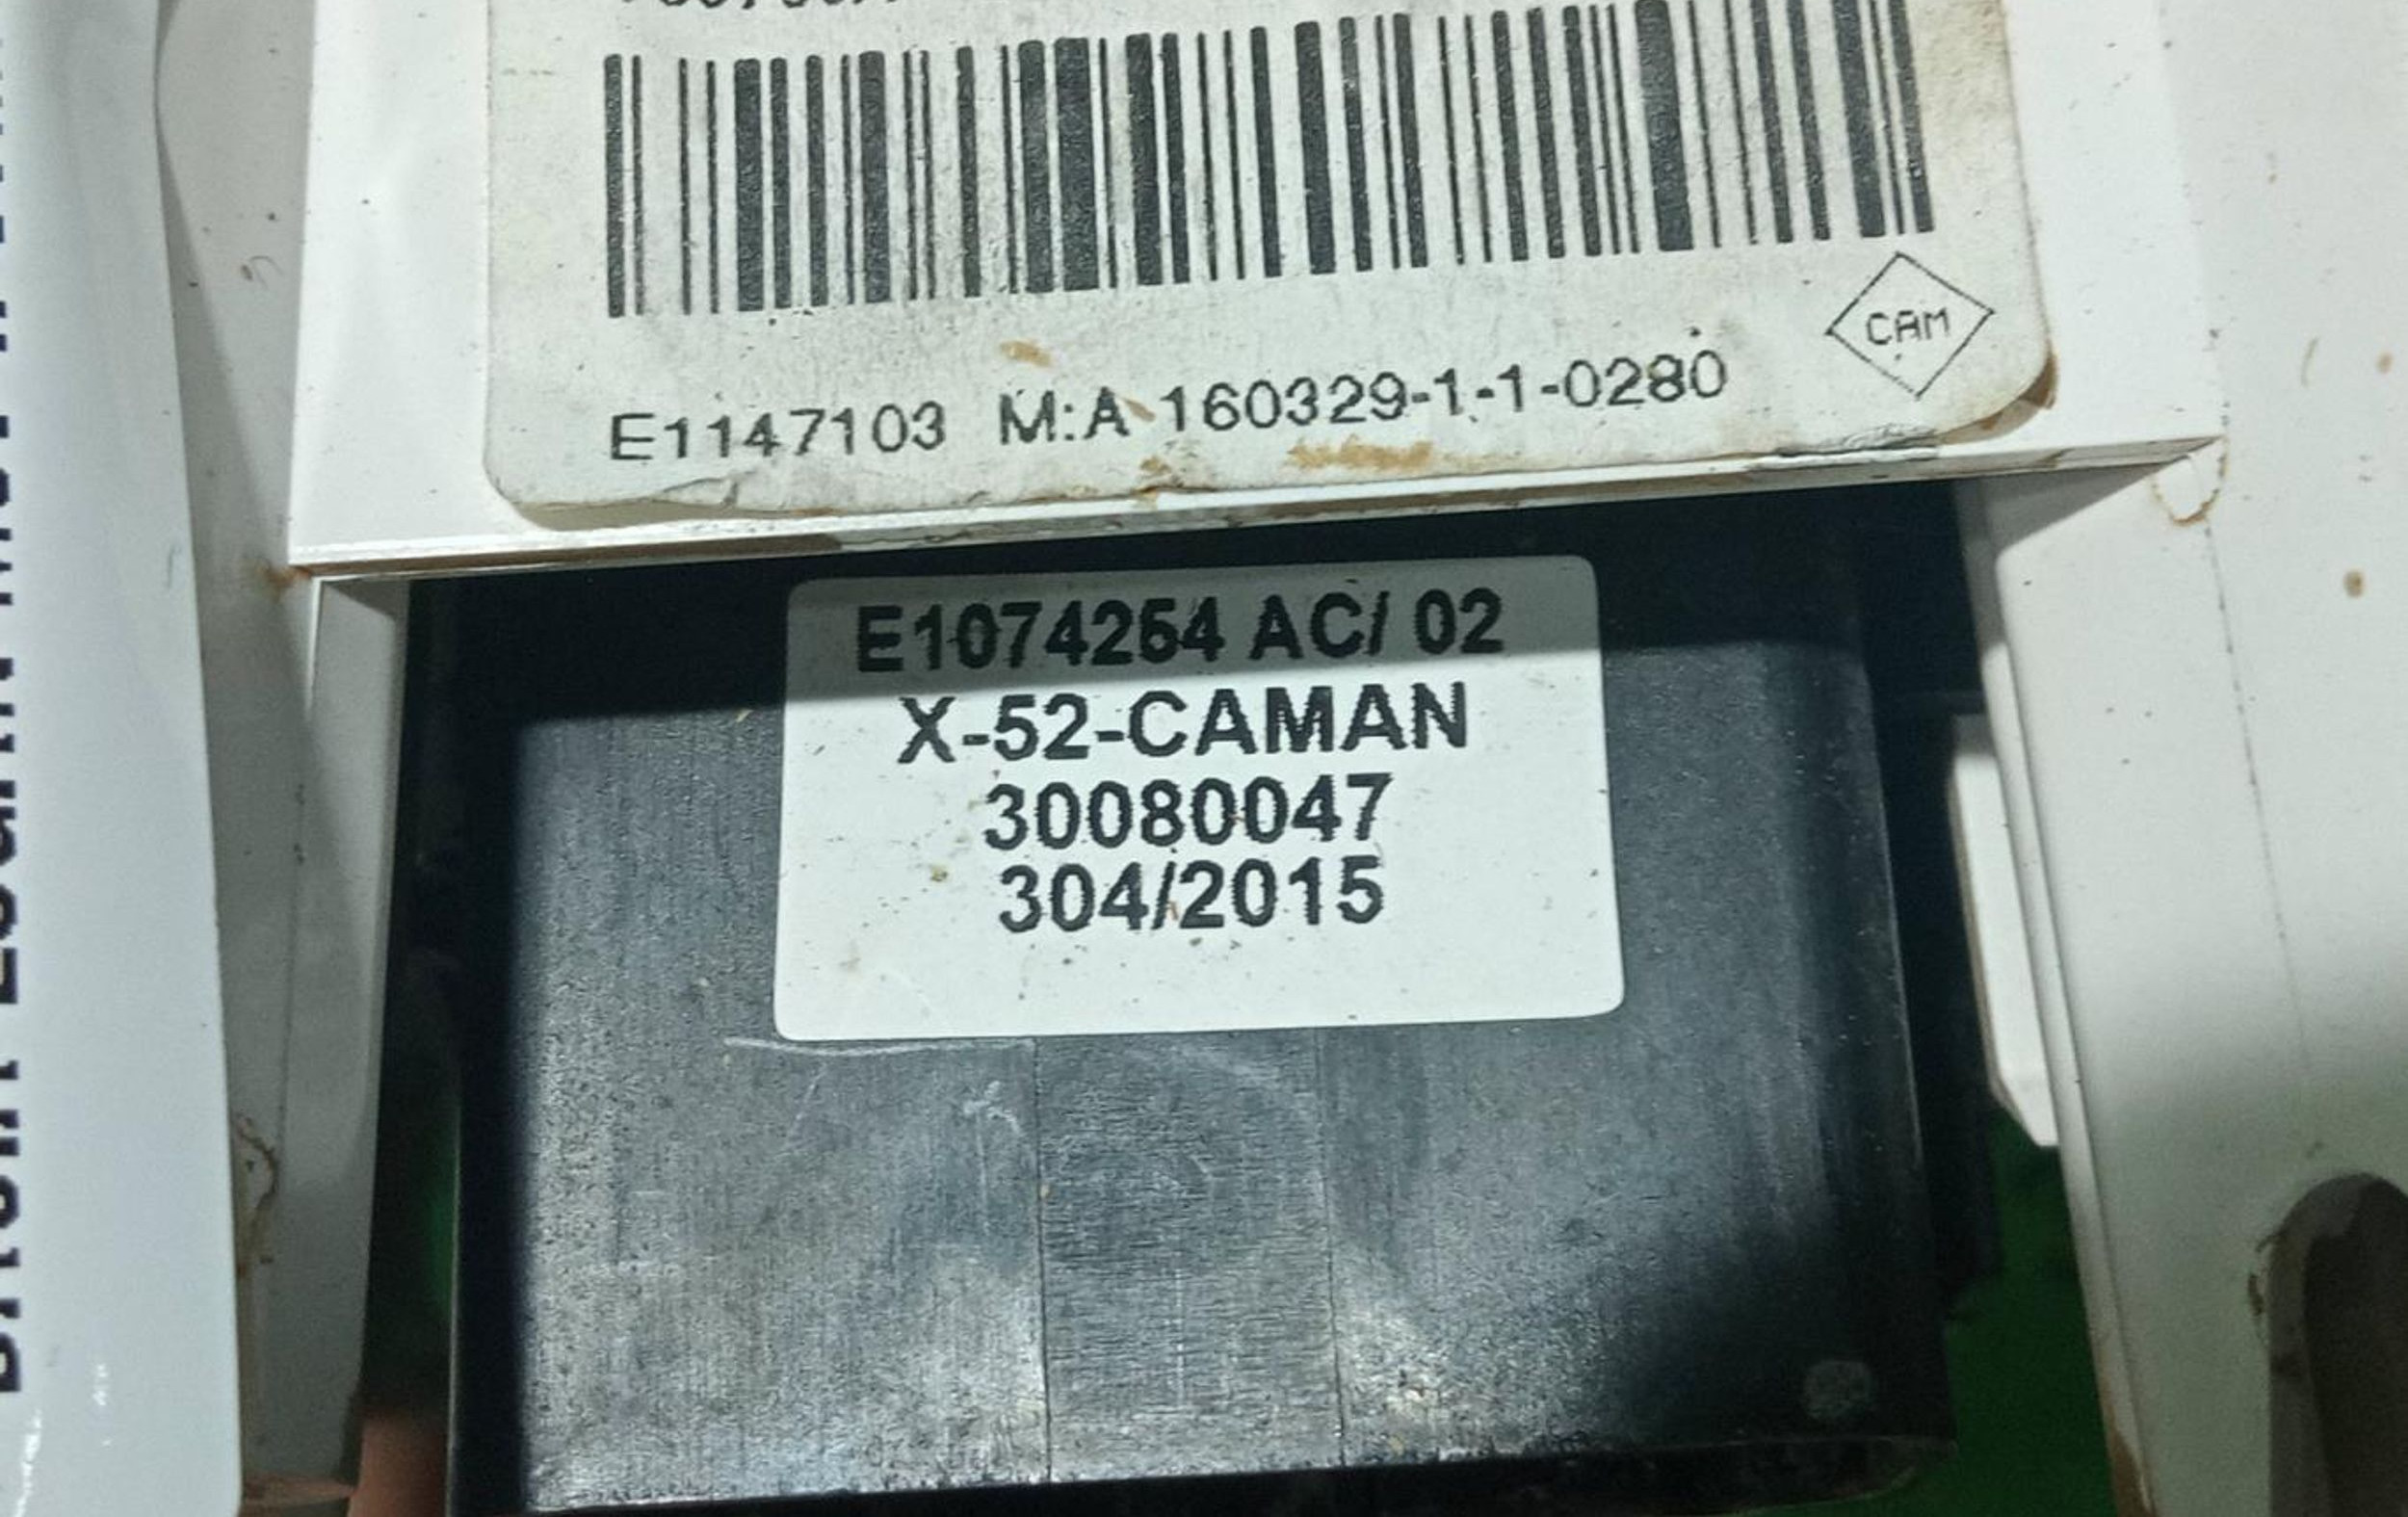 CAM
E1147103 M:A 160329-1-1-0280
E1074254 AC/ 02
X-52-CAMAN
30080047
304/2015